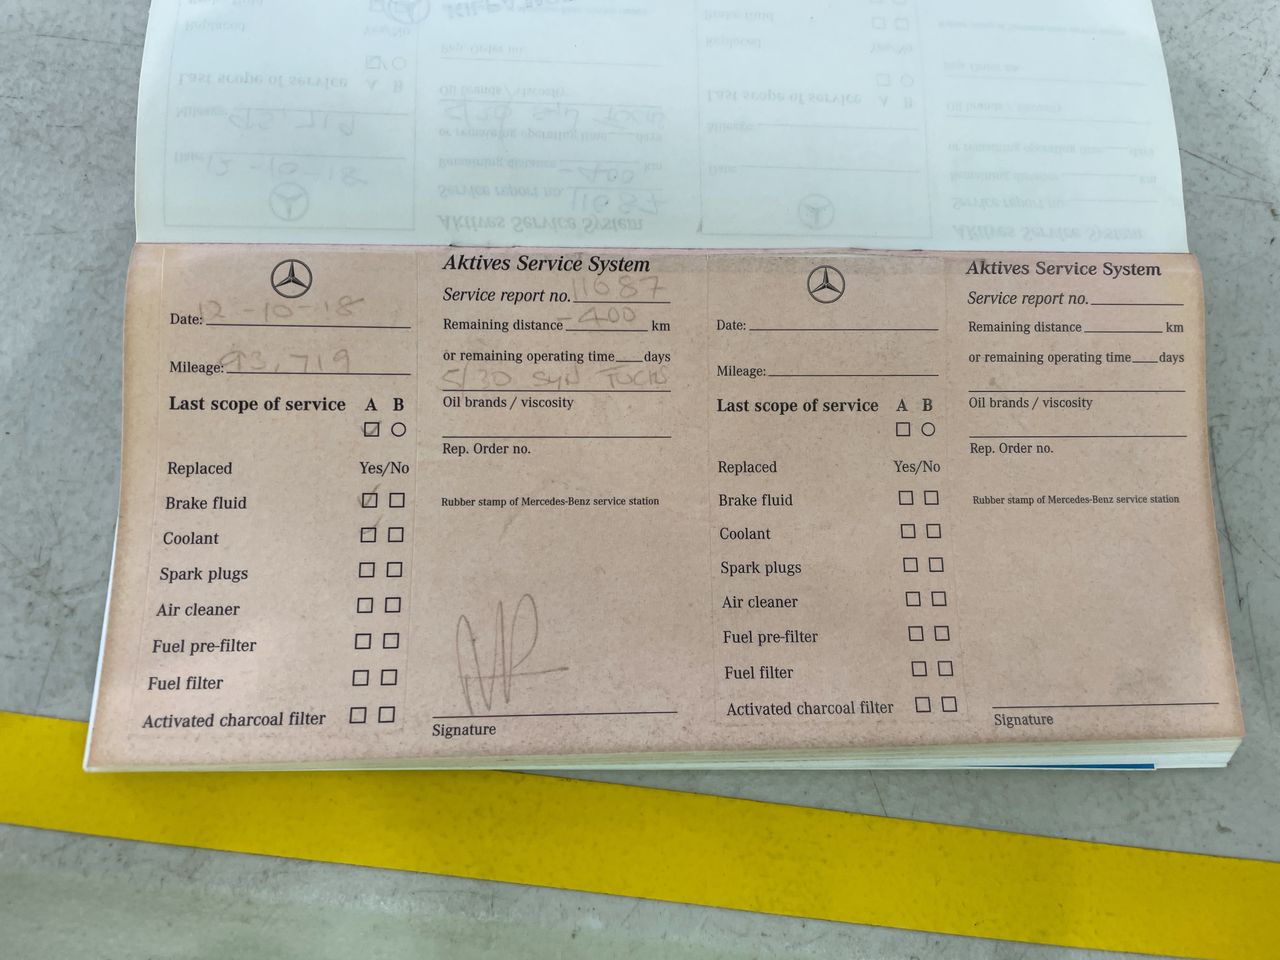 Date: 12-10-18
Mileage: 93,719
Last scope of service A B
Replaced Yes/No
Brake fluid
Coolant
Spark plugs
Air cleaner
Fuel pre-filter
Fuel filter
Activated charcoal filter
Aktives Service System
Service report no. 11687
Remaining distance -400 km
or remaining operating time days
5/30 SYN FUCHS
Oil brands / viscosity
Rep. Order no.
Rubber stamp of Mercedes-Benz service station
Signature
Date:
Mileage:
Last scope of service A B
Replaced Yes/No
Brake fluid
Coolant
Spark plugs
Air cleaner
Fuel pre-filter
Fuel filter
Activated charcoal filter
Aktives Service System
Service report no.
Remaining distance km
or remaining operating time days
Oil brands / viscosity
Rep. Order no.
Rubber stamp of Mercedes-Benz service station
Signature